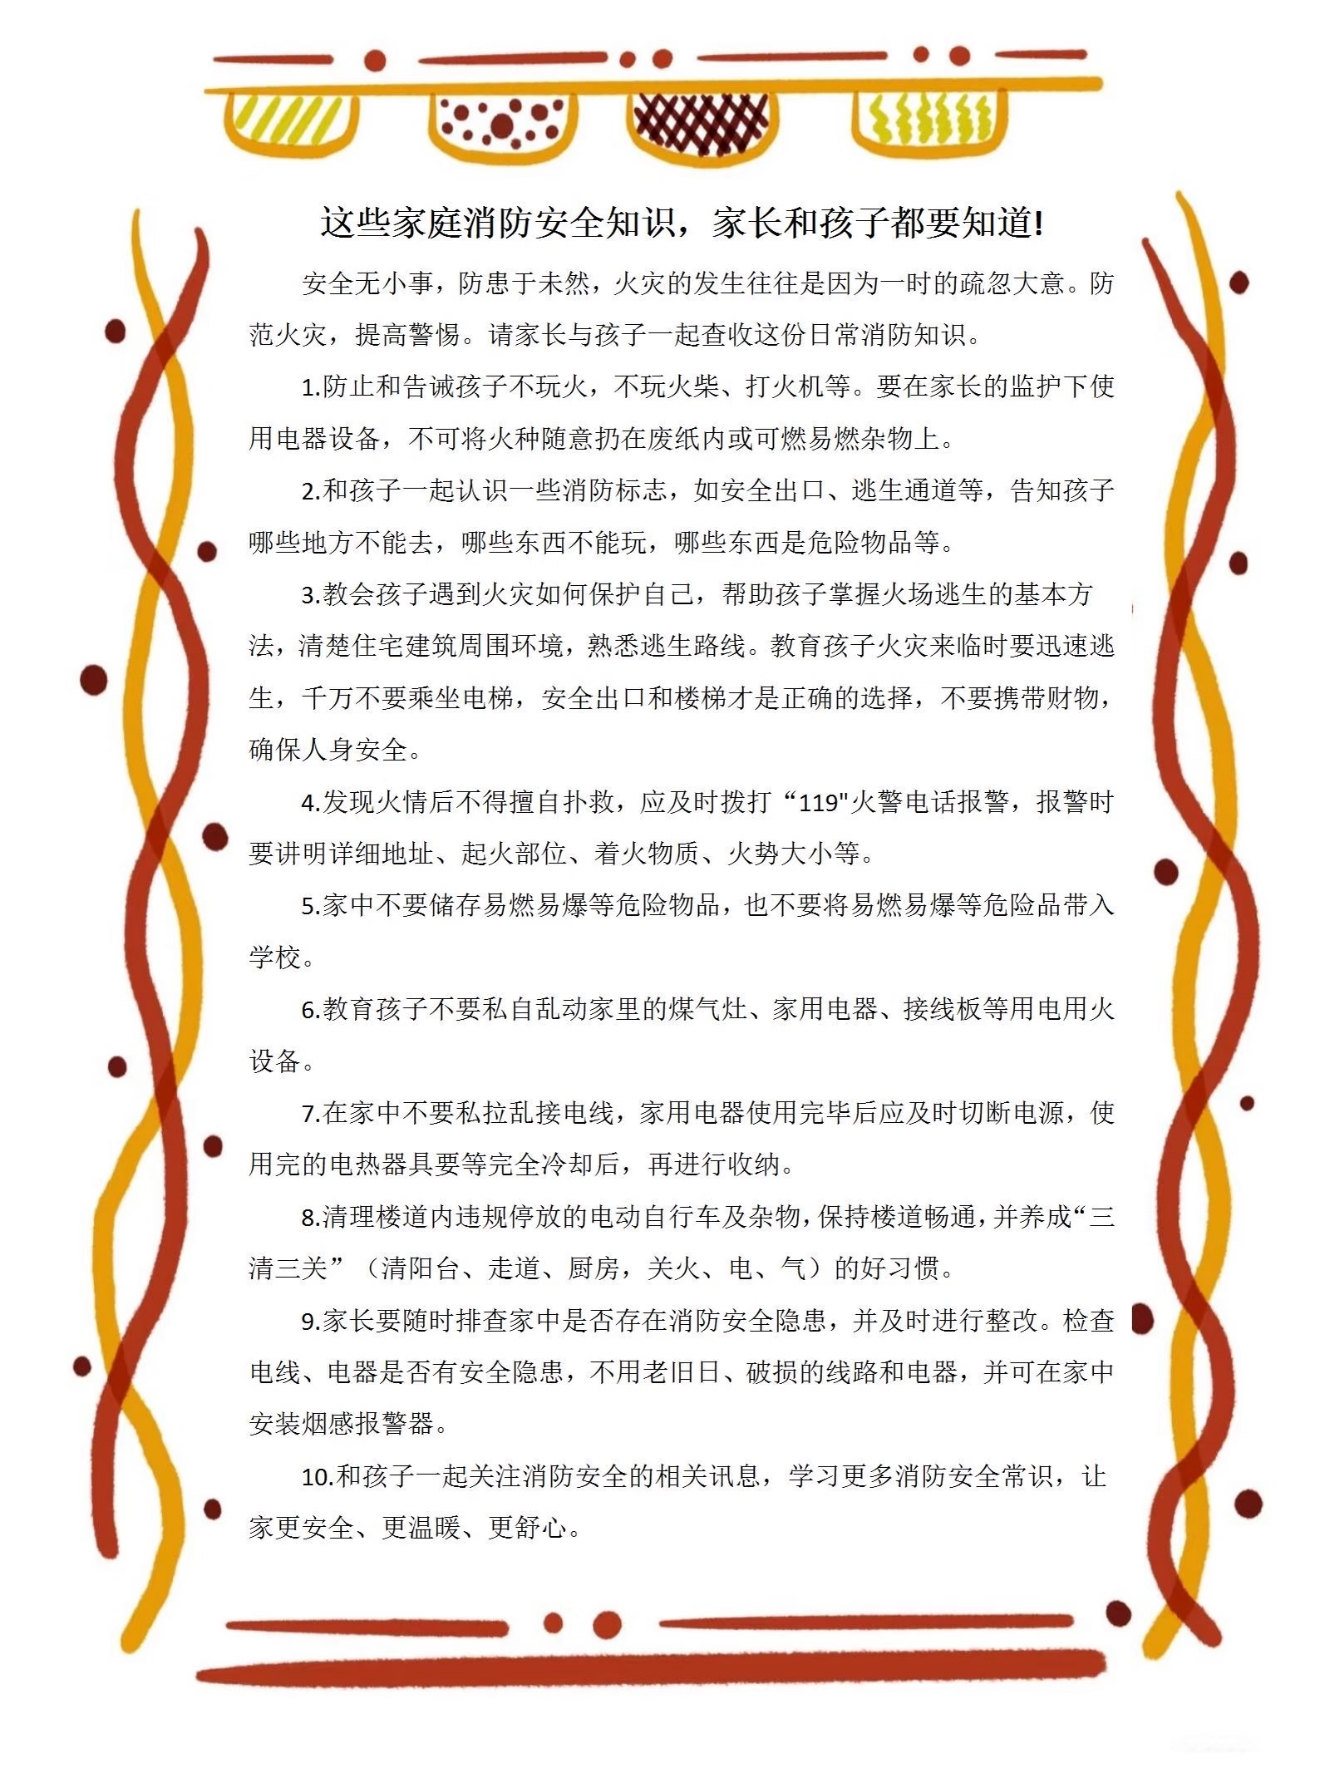 这些家庭消防安全知识，家长和孩子都要知道!
安全无小事，防患于未然，火灾的发生往往是因为一时的疏忽大意。防
范火灾，提高警惕。请家长与孩子一起查收这份日常消防知识。
1.防止和告诫孩子不玩火，不玩火柴、打火机等。要在家长的监护下使
用电器设备，不可将火种随意扔在废纸内或可燃易燃杂物上。
2.和孩子一起认识一些消防标志，如安全出口、逃生通道等，告知孩子
哪些地方不能去，哪些东西不能玩，哪些东西是危险物品等。
3.教会孩子遇到火灾如何保护自己，帮助孩子掌握火场逃生的基本方
法，清楚住宅建筑周围环境，熟悉逃生路线。教育孩子火灾来临时要迅速逃
生，千万不要乘坐电梯，安全出口和楼梯才是正确的选择，不要携带财物，
确保人身安全。
4.发现火情后不得擅自扑救，应及时拨打“119"火警电话报警，报警时
要讲明详细地址、起火部位、着火物质、火势大小等。
5.家中不要储存易燃易爆等危险物品，也不要将易燃易爆等危险品带入
学校。
6.教育孩子不要私自乱动家里的煤气灶、家用电器、接线板等用电用火
设备。
7.在家中不要私拉乱接电线，家用电器使用完毕后应及时切断电源，使
用完的电热器具要等完全冷却后，再进行收纳。
8.清理楼道内违规停放的电动自行车及杂物，保持楼道畅通，并养成“三
清三关”（清阳台、走道、厨房，关火、电、气）的好习惯。
9.家长要随时排查家中是否存在消防安全隐患，并及时进行整改。检查
电线、电器是否有安全隐患，不用老旧日、破损的线路和电器，并可在家中
安装烟感报警器。
10.和孩子一起关注消防安全的相关讯息，学习更多消防安全常识，让
家更安全、更温暖、更舒心。